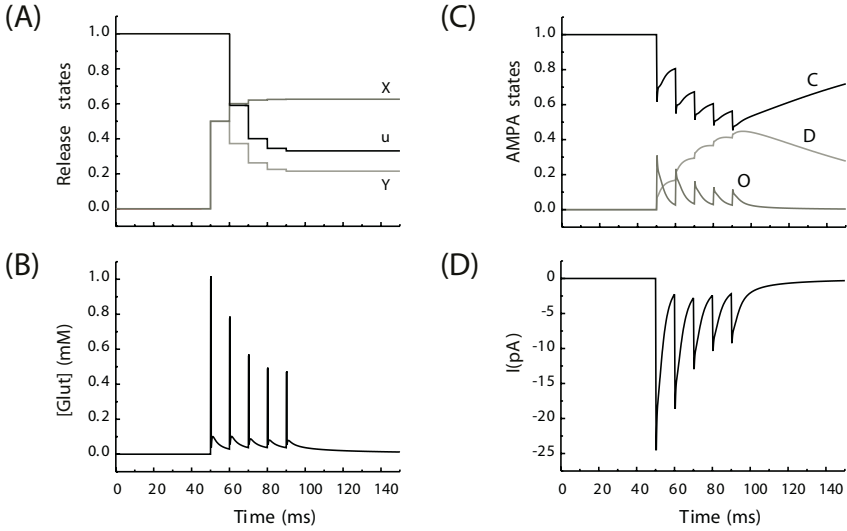 (A)
Release states
1.0
0.8
0.6
0.4
0.2
0.0
X
u
Y
(B)
[Glut] (mM)
1.0
0.8
0.6
0.4
0.2
0.0
0 20 40 60 80 100 120 140
Time (ms)
(C)
AMPA states
1.0
0.8
0.6
0.4
0.2
0.0
C
D
O
(D)
I(pA)
0
-5
-10
-15
-20
-25
0 20 40 60 80 100 120 140
Time (ms)